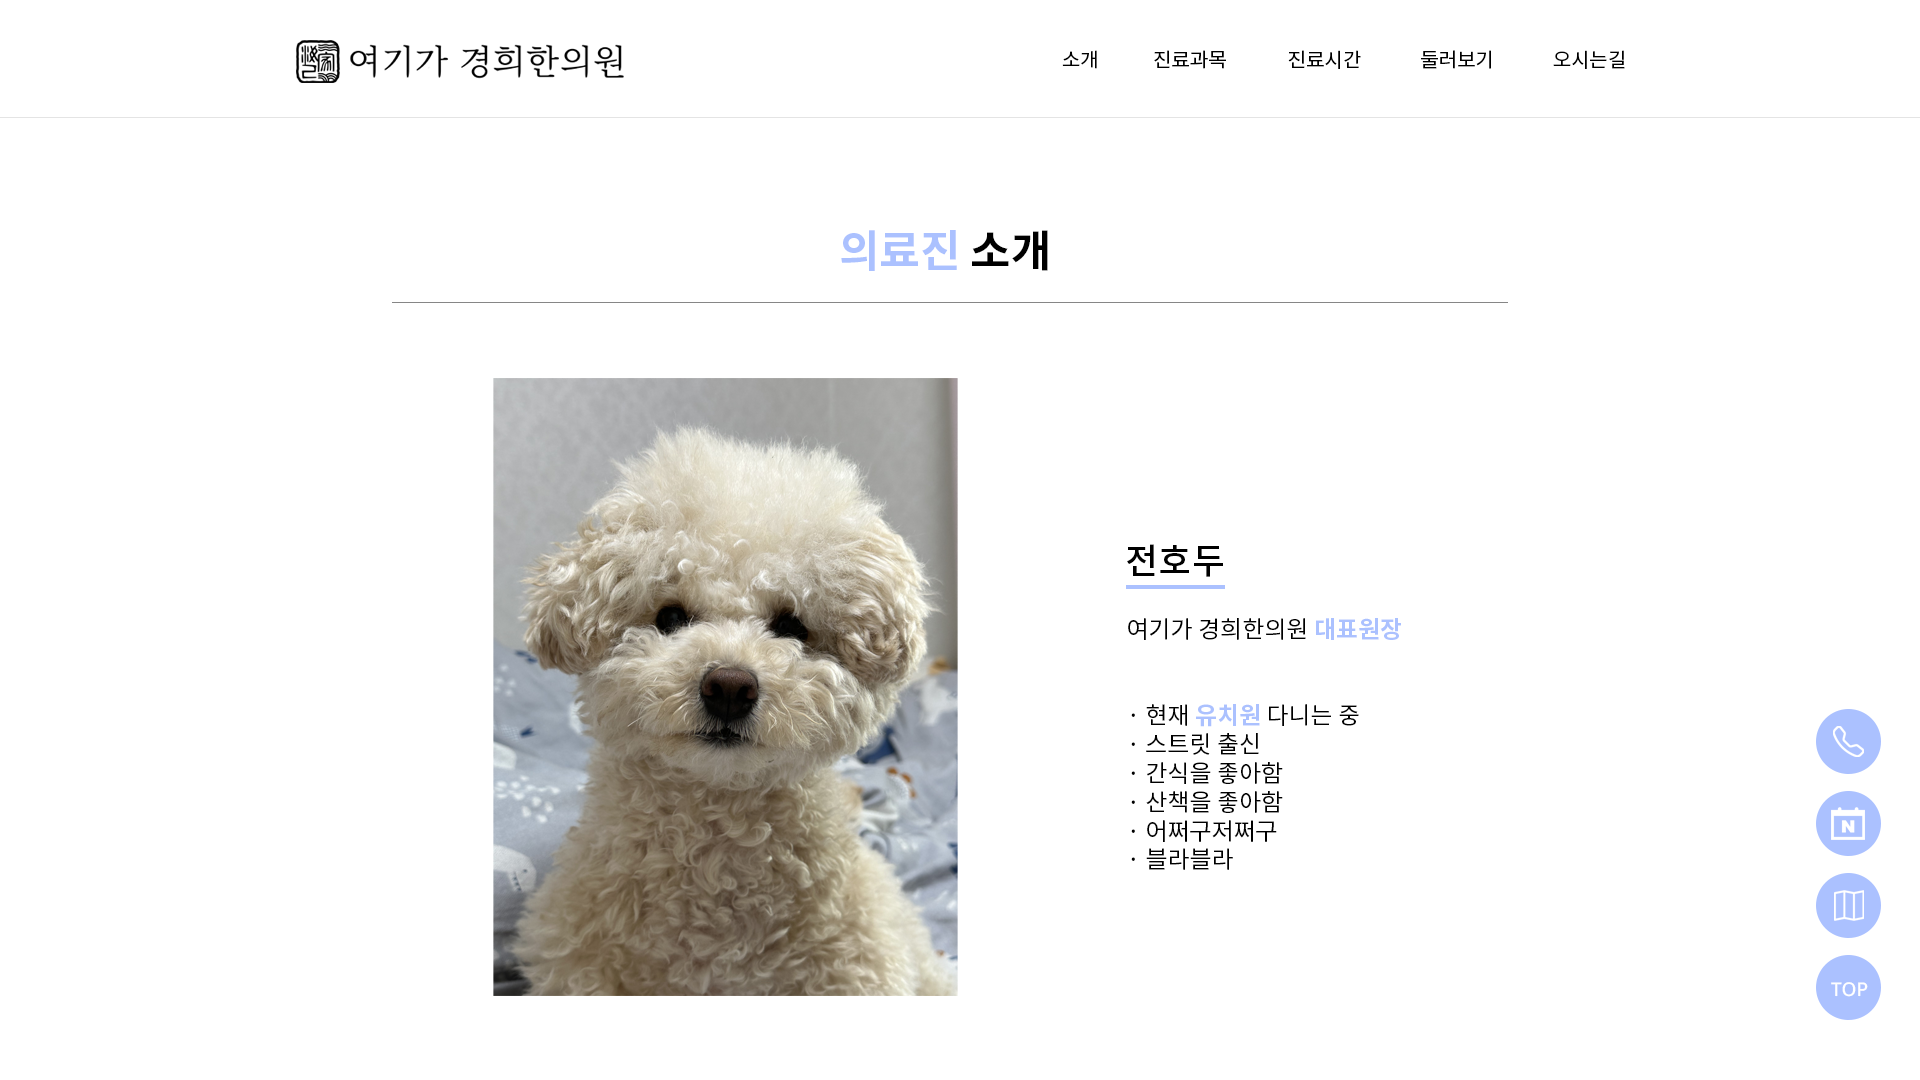 여기가 경희한의원
소개 진료과목 진료시간 둘러보기 오시는길
의료진 소개
전호두
여기가 경희한의원 대표원장
· 현재 유치원 다니는 중
· 스트릿 출신
· 간식을 좋아함
· 산책을 좋아함
· 어쩌구저쩌구
· 블라블라
N
TOP